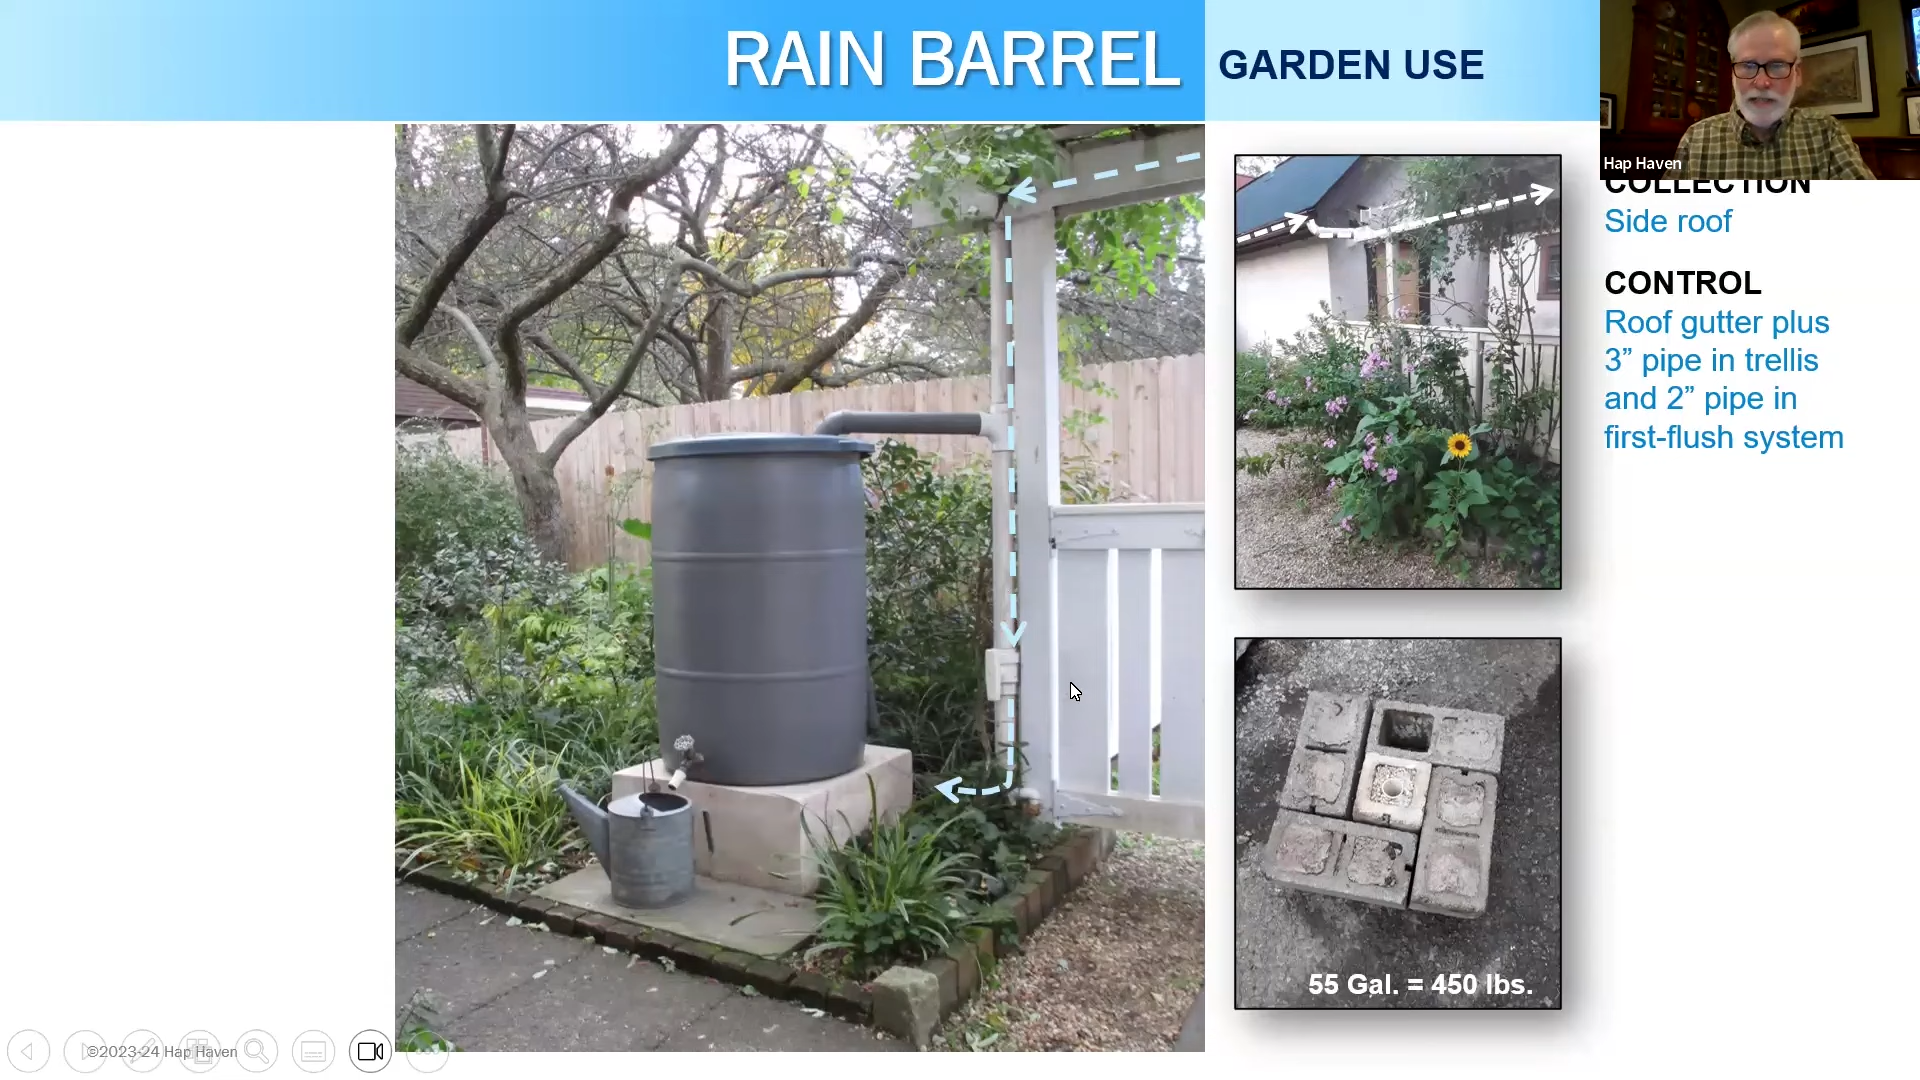 RAIN BARREL
GARDEN USE
Hap Haven
COLLECTION
Side roof
CONTROL
Roof gutter plus
3” pipe in trellis
and 2” pipe in
first-flush system
55 Gal. = 450 lbs.
©2023-24 Hap Haven